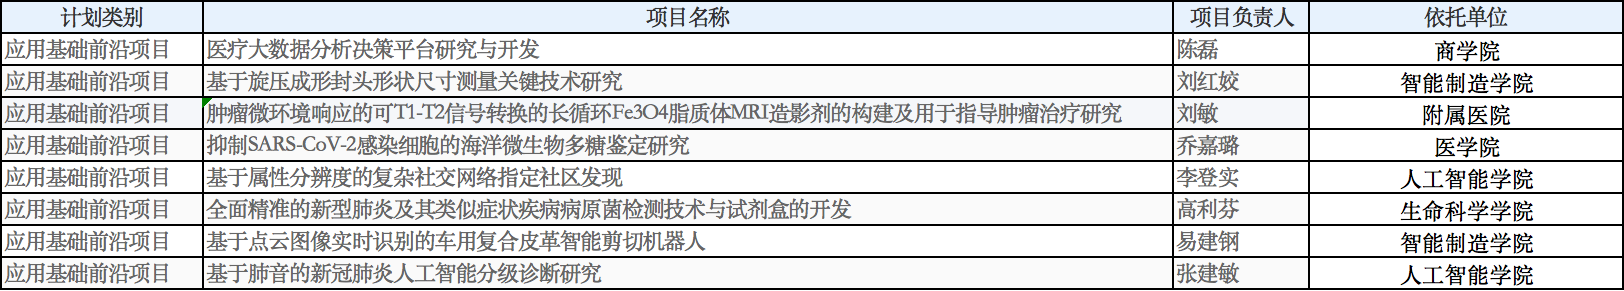 计划类别 项目名称 项目负责人 依托单位
应用基础前沿项目 医疗大数据分析决策平台研究与开发 陈磊 商学院
应用基础前沿项目 基于旋压成形封头形状尺寸测量关键技术研究 刘红姣 智能制造学院
应用基础前沿项目 肿瘤微环境响应的可T1-T2信号转换的长循环Fe3O4脂质体MRI造影剂的构建及用于指导肿瘤治疗研究 刘敏 附属医院
应用基础前沿项目 抑制SARS-CoV-2感染细胞的海洋微生物多糖鉴定研究 乔嘉璐 医学院
应用基础前沿项目 基于属性分辨度的复杂社交网络指定社区发现 李登实 人工智能学院
应用基础前沿项目 全面精准的新型肺炎及其类似症状疾病病原菌检测技术与试剂盒的开发 高利芬 生命科学学院
应用基础前沿项目 基于点云图像实时识别的车用复合皮革智能剪切机器人 易建钢 智能制造学院
应用基础前沿项目 基于肺音的新冠肺炎人工智能分级诊断研究 张建敏 人工智能学院